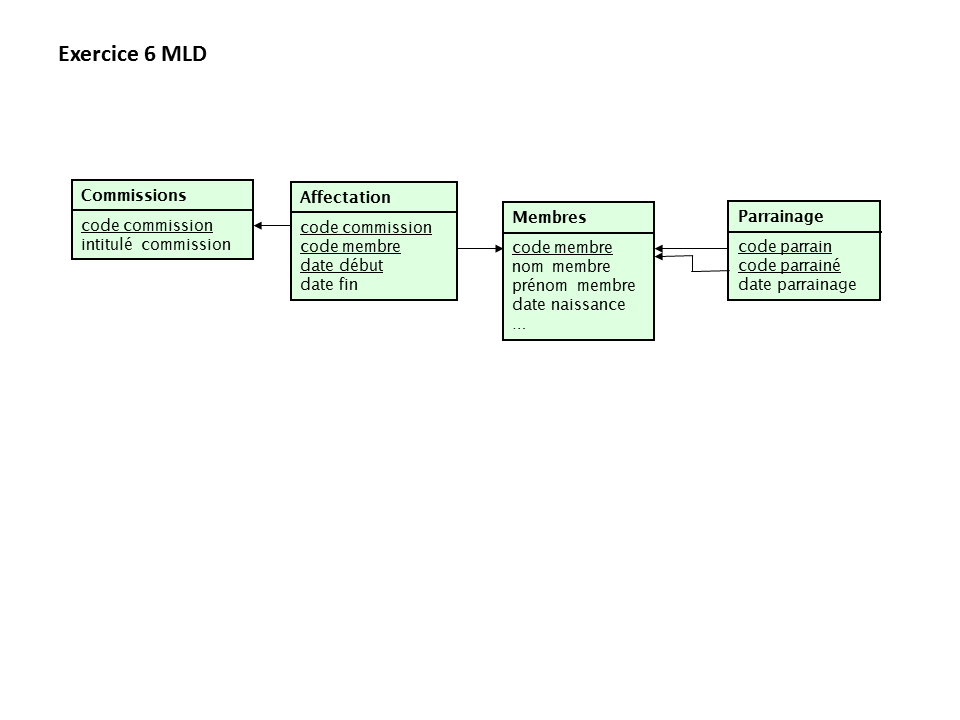 Exercice 6 MLD
Commissions
code commission
intitulé commission
Affectation
code commission
code membre
date début
date fin
Membres
code membre
nom membre
prénom membre
date naissance
...
Parrainage
code parrain
code parrainé
date parrainage